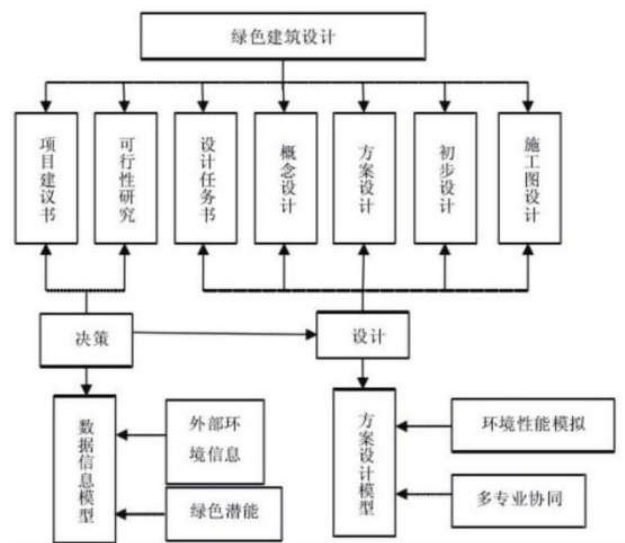 绿色建筑设计
项目建议书
可行性研究
设计任务书
概念设计
方案设计
初步设计
施工图设计
决策
设计
数据信息模型
外部环
境信息
绿色潜能
方案设计模型
环境性能模拟
多专业协同